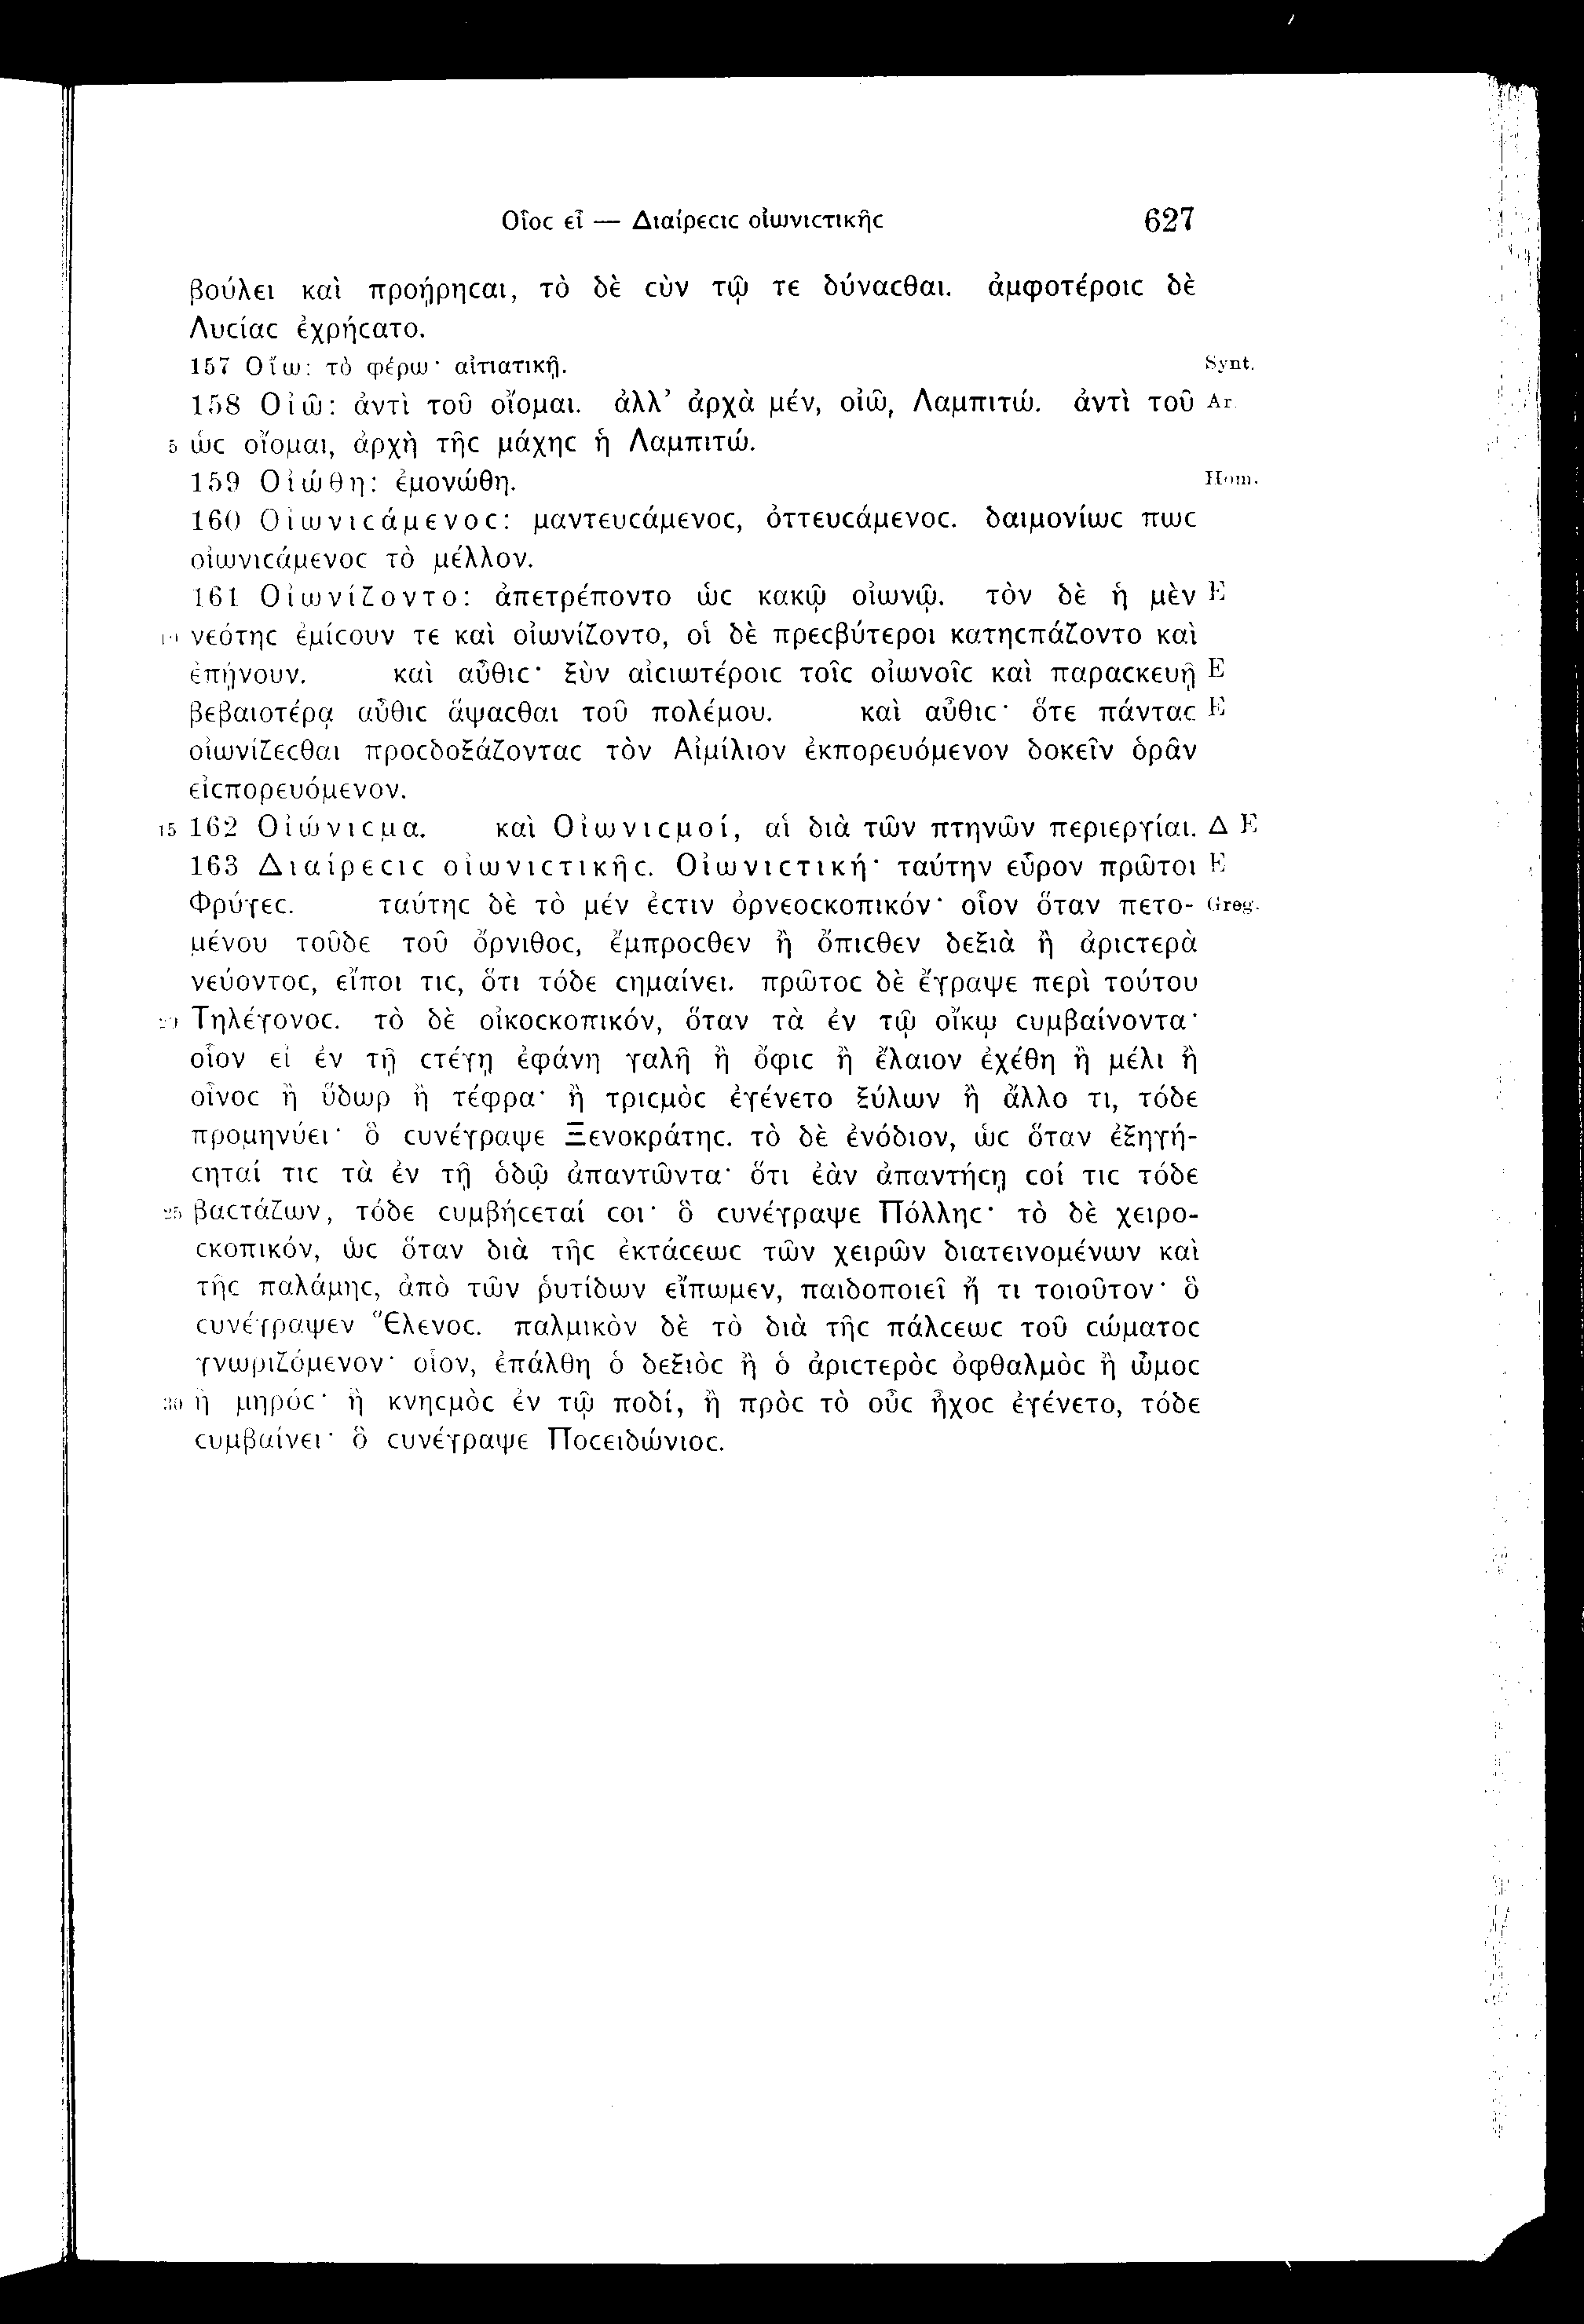 Οἷοϲ εἶ — Διαίρεϲιϲ οἰωνιϲτικῆϲ 627
βούλει καὶ προῄρηϲαι, τὸ δὲ ϲὺν τῷ τε δύναϲθαι. ἀμφοτέροιϲ δὲ
Λυϲίαϲ ἐχρήϲατο.
157 Οἴω: τὸ φέρω· αἰτιατικῇ. Synt.
158 Οἰῶ: ἀντὶ τοῦ οἴομαι. ἀλλ’ ἀρχὰ μέν, οἰῶ, Λαμπιτώ. ἀντὶ τοῦ Ar
5 ὡϲ οἴομαι, ἀρχὴ τῆϲ μάχηϲ ἡ Λαμπιτώ.
159 Οἰώθη: ἐμονώθη. Hom.
160 Οἰωνιϲάμενοϲ: μαντευϲάμενοϲ, ὀττευϲάμενοϲ. δαιμονίωϲ πωϲ
οἰωνιϲάμενοϲ τὸ μέλλον.
161 Οἰωνίζοντο: ἀπετρέποντο ὡϲ κακῷ οἰωνῷ. τὸν δὲ ἡ μὲν E
10 νεότηϲ ἐμίϲουν τε καὶ οἰωνίζοντο, οἱ δὲ πρεϲβύτεροι κατηϲπάζοντο καὶ
ἐπῄνουν. καὶ αὖθιϲ· ξὺν αἰϲιωτέροιϲ τοῖϲ οἰωνοῖϲ καὶ παραϲκευῇ E
βεβαιοτέρᾳ αὖθιϲ ἅψαϲθαι τοῦ πολέμου. καὶ αὖθιϲ· ὅτε πάνταϲ E
οἰωνίζεϲθαι προϲδοξάζονταϲ τὸν Αἰμίλιον ἐκπορευόμενον δοκεῖν ὁρᾶν
εἰϲπορευόμενον.
15 162 Οἰώνιϲμα. καὶ Οἰωνιϲμοί, αἱ διὰ τῶν πτηνῶν περιεργίαι. Δ E
163 Διαίρεϲιϲ οἰωνιϲτικῆϲ. Οἰωνιϲτική· ταύτην εὗρον πρῶτοι E
Φρύγεϲ. ταύτηϲ δὲ τὸ μέν ἐϲτιν ὀρνεοϲκοπικόν· οἷον ὅταν πετο- Greg.
μένου τοῦδε τοῦ ὄρνιθοϲ, ἔμπροϲθεν ἢ ὄπιϲθεν δεξιὰ ἢ ἀριϲτερὰ
νεύοντοϲ, εἴποι τιϲ, ὅτι τόδε ϲημαίνει. πρῶτοϲ δὲ ἔγραψε περὶ τούτου
20 Τηλέγονοϲ. τὸ δὲ οἰκοϲκοπικόν, ὅταν τὰ ἐν τῷ οἴκῳ ϲυμβαίνοντα·
οἷον εἰ ἐν τῇ ϲτέγῃ ἐφάνη γαλῆ ἢ ὄφιϲ ἢ ἔλαιον ἐχέθη ἢ μέλι ἢ
οἶνοϲ ἢ ὕδωρ ἢ τέφρα· ἢ τριϲμὸϲ ἐγένετο ξύλων ἢ ἄλλο τι, τόδε
προμηνύει· ὃ ϲυνέγραψε Ξενοκράτηϲ. τὸ δὲ ἐνόδιον, ὡϲ ὅταν ἐξηγή-
ϲηταί τιϲ τὰ ἐν τῇ ὁδῷ ἀπαντῶντα· ὅτι ἐὰν ἀπαντήϲῃ ϲοί τιϲ τόδε
25 βαϲτάζων, τόδε ϲυμβήϲεταί ϲοι· ὃ ϲυνέγραψε Πόλληϲ· τὸ δὲ χειρο-
ϲκοπικόν, ὡϲ ὅταν διὰ τῆϲ ἐκτάϲεωϲ τῶν χειρῶν διατεινομένων καὶ
τῆϲ παλάμηϲ, ἀπὸ τῶν ῥυτίδων εἴπωμεν, παιδοποιεῖ ἤ τι τοιοῦτον· ὃ
ϲυνέγραψεν Ἕλενοϲ. παλμικὸν δὲ τὸ διὰ τῆϲ πάλϲεωϲ τοῦ ϲώματοϲ
γνωριζόμενον· οἷον, ἐπάλθη ὁ δεξιὸϲ ἢ ὁ ἀριϲτερὸϲ ὀφθαλμὸϲ ἢ ὦμοϲ
30 ἢ μηρόϲ· ἢ κνηϲμὸϲ ἐν τῷ ποδί, ἢ πρὸϲ τὸ οὖϲ ἦχοϲ ἐγένετο, τόδε
ϲυμβαίνει· ὃ ϲυνέγραψε Ποϲειδώνιοϲ.